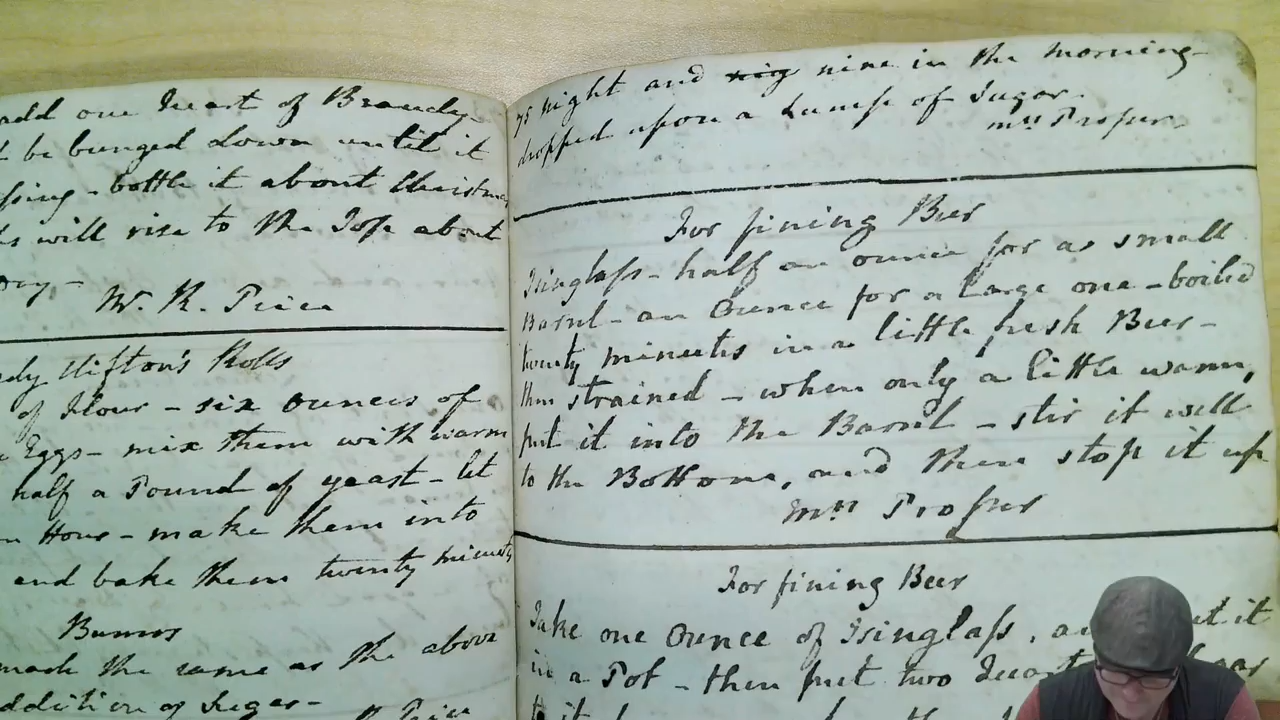 add one Quart of Brandy
be bunged down until it
bottle it about Christmas
will rise to the Top about
W. R. Price
Clifton's Rolls
of Flour - six ounces of
Eggs - mix them with warm
half a Pound of yeast - let
Hour - make them into
and bake them twenty minutes
Bunns
made the same as the above
addition of Sugar -
Price
night and nine in the morning -
dropped upon a Lump of Sugar.
Mrs Prosser
For fining Beer
Isinglass - half an ounce for a small
Barrel - an Ounce for a large one - boiled
twenty minutes in a little fresh Beer -
then strained - when only a little warm,
put it into the Barrel - stir it well
to the Bottom, and then stop it up
Mrs Prosser
For fining Beer
Take one Ounce of Isinglass, it
in a Pot - then put two Quarts
to it